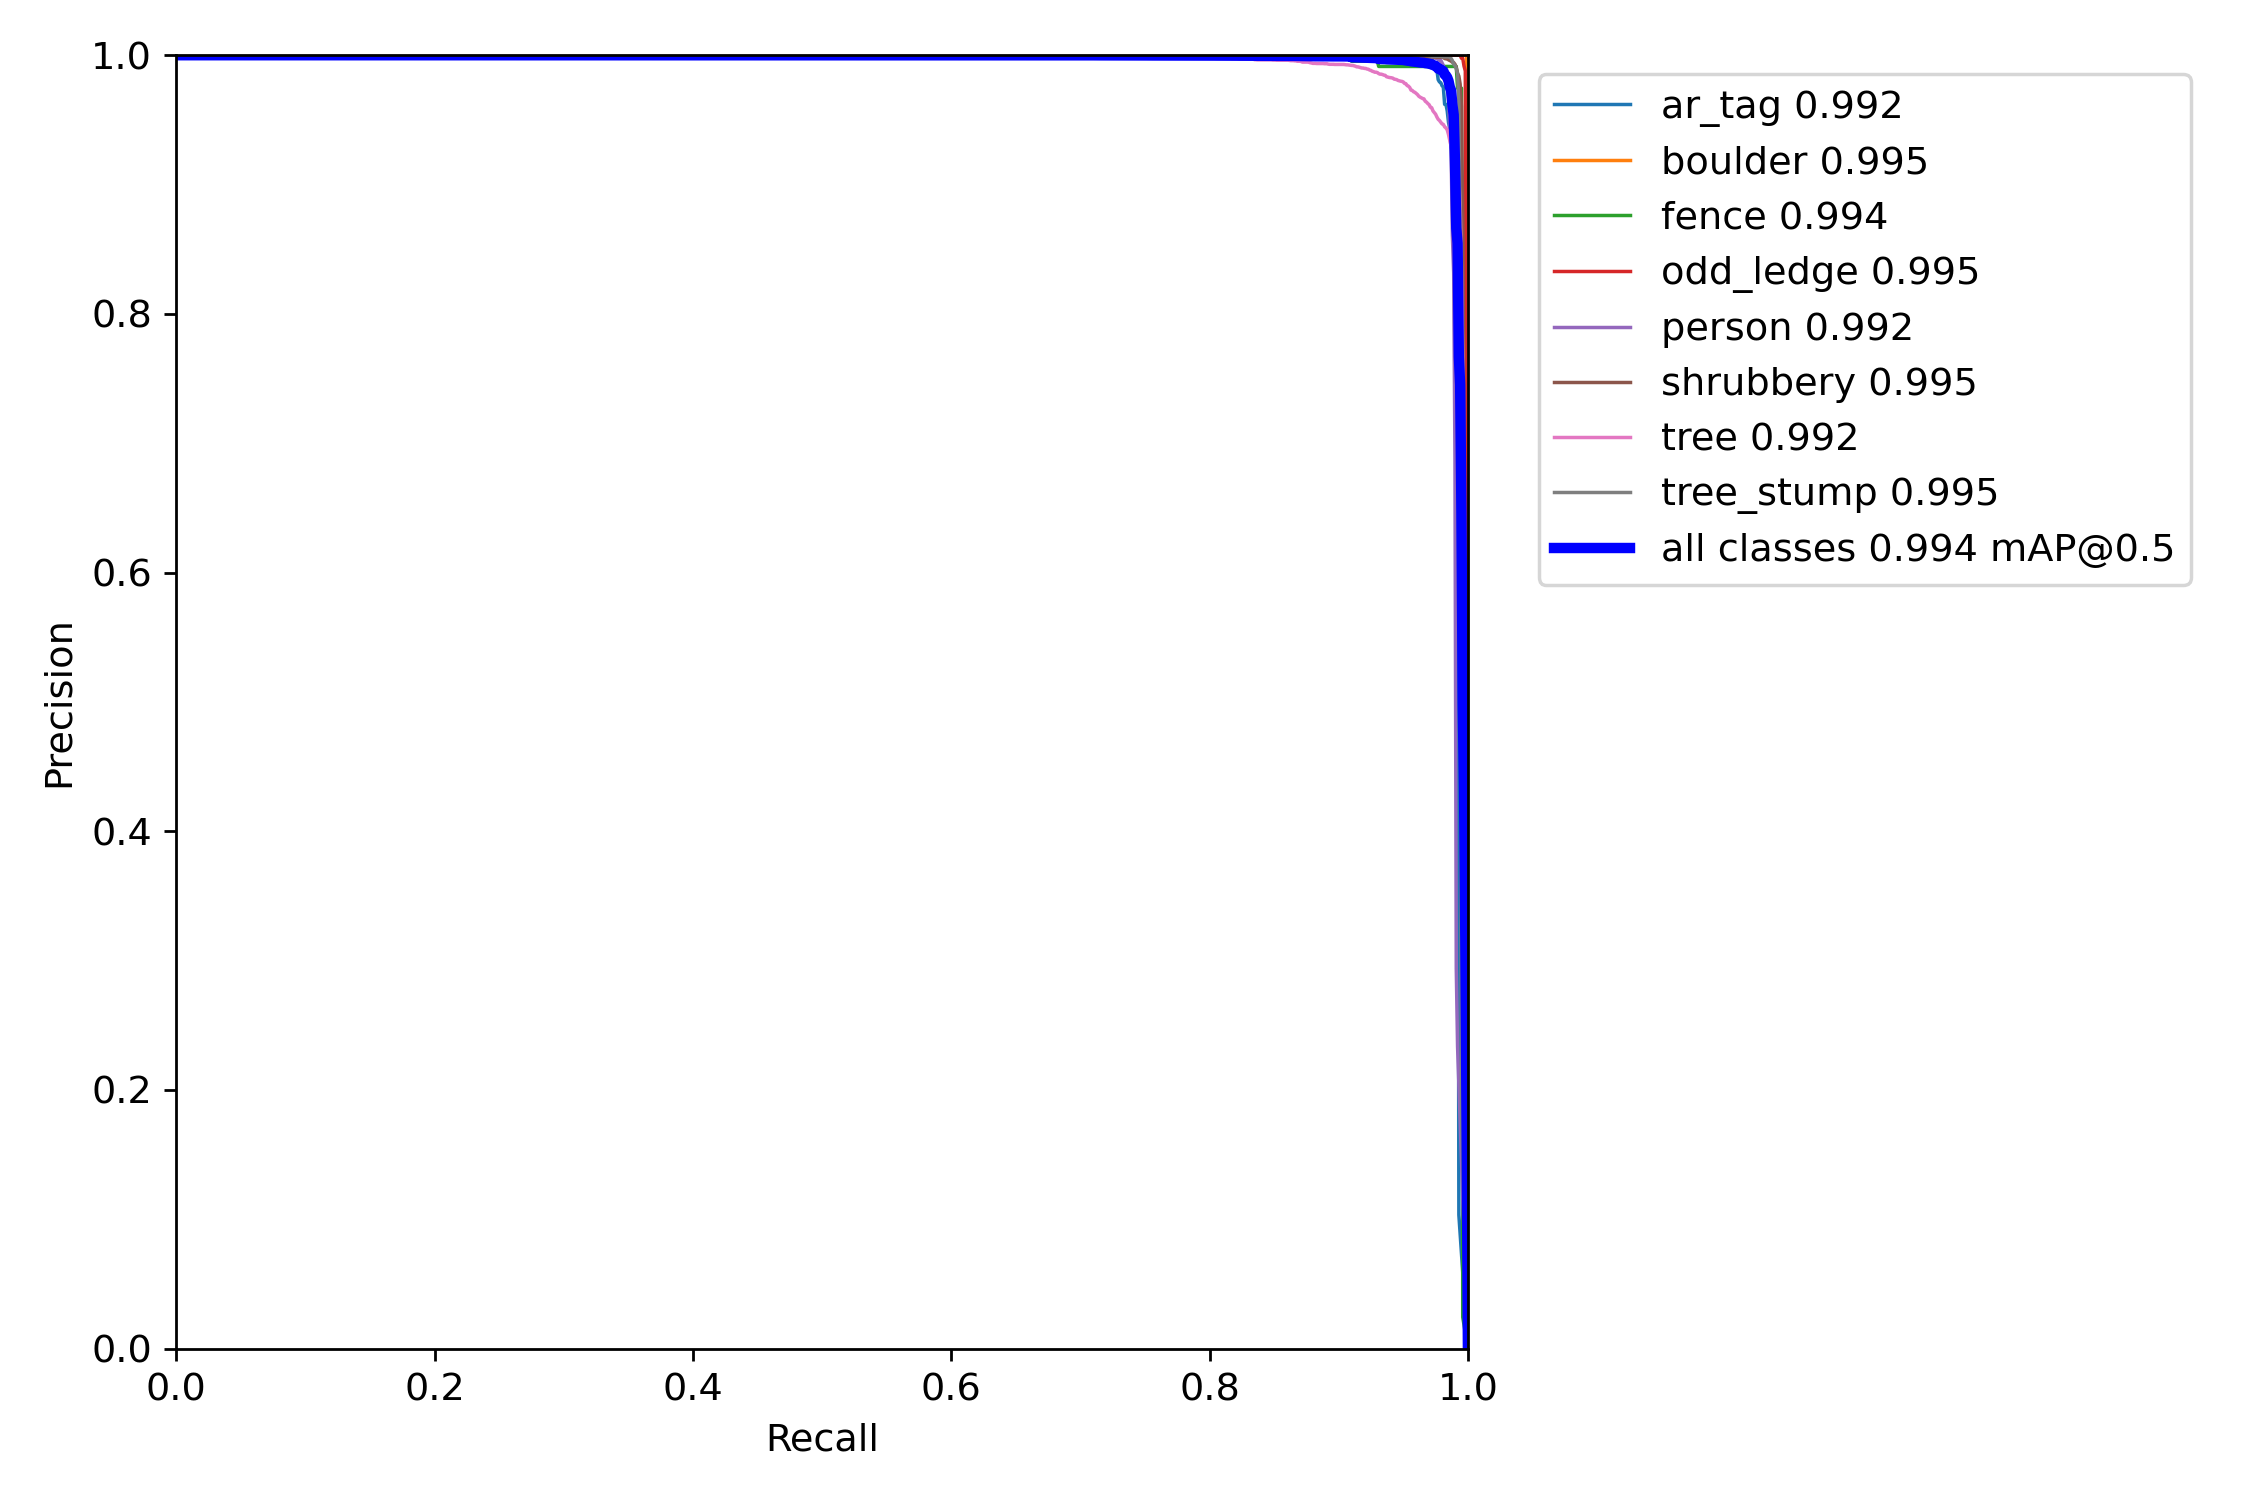 1.0
0.8
0.6
0.4
0.2
0.0
0.0 0.2 0.4 0.6 0.8 1.0
Precision
Recall
ar_tag 0.992
boulder 0.995
fence 0.994
odd_ledge 0.995
person 0.992
shrubbery 0.995
tree 0.992
tree_stump 0.995
all classes 0.994 mAP@0.5